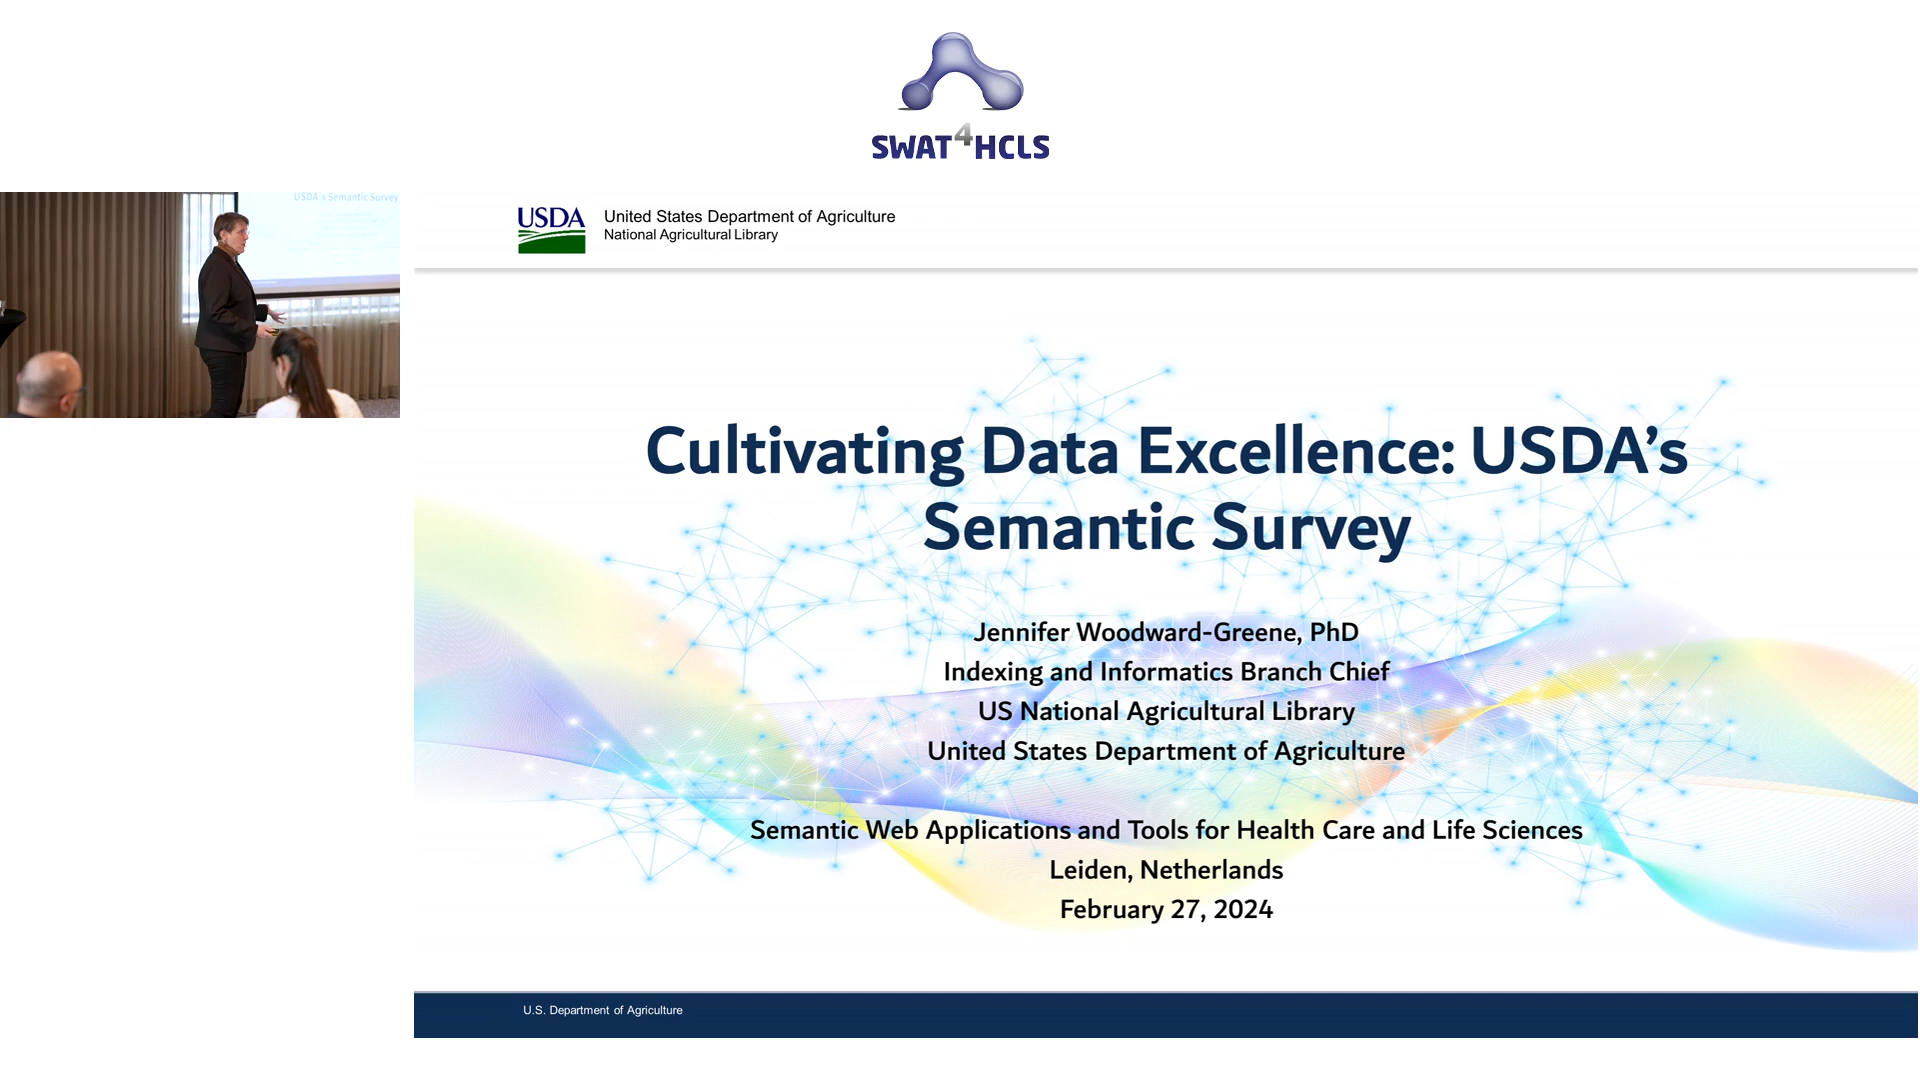 SWAT4HCLS
USDA's Semantic Survey
USDA
United States Department of Agriculture
National Agricultural Library
Cultivating Data Excellence: USDA’s
Semantic Survey
Jennifer Woodward-Greene, PhD
Indexing and Informatics Branch Chief
US National Agricultural Library
United States Department of Agriculture
Semantic Web Applications and Tools for Health Care and Life Sciences
Leiden, Netherlands
February 27, 2024
U.S. Department of Agriculture